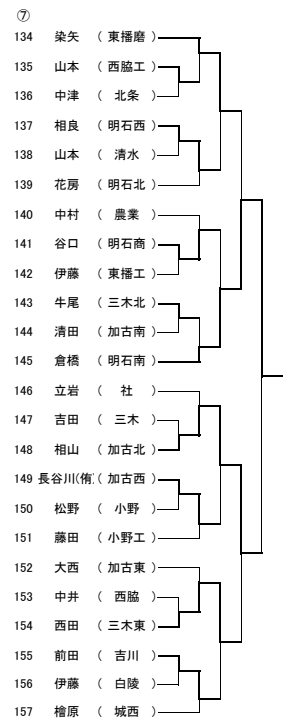 ⑦
134 染矢 ( 東播磨 )
135 山本 ( 西脇工 )
136 中津 ( 北条 )
137 相良 ( 明石西 )
138 山本 ( 清水 )
139 花房 ( 明石北 )
140 中村 ( 農業 )
141 谷口 ( 明石商 )
142 伊藤 ( 東播工 )
143 牛尾 ( 三木北 )
144 清田 ( 加古南 )
145 倉橋 ( 明石南 )
146 立岩 ( 社 )
147 吉田 ( 三木 )
148 相山 ( 加古北 )
149 長谷川(侑) ( 加古西 )
150 松野 ( 小野 )
151 藤田 ( 小野工 )
152 大西 ( 加古東 )
153 中井 ( 西脇 )
154 西田 ( 三木東 )
155 前田 ( 吉川 )
156 伊藤 ( 白陵 )
157 檜原 ( 城西 )